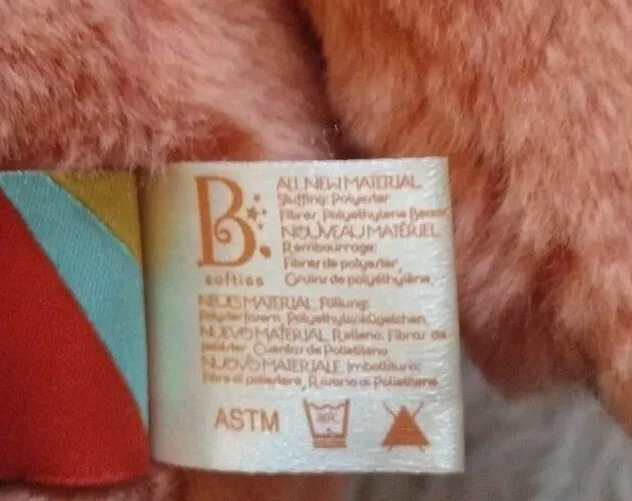 B.
softies
ALL NEW MATERIAL
Stuffing: Polyester
Fibres, Polyethylene Beads
NOUVEAU MATÉRIEL
Rembourrage:
Fibres de polyester,
Grains de polyéthylène
NEUES MATERIAL Füllung:
Polyesterfasern, Polyethylenkügelchen
NUEVO MATERIAL Relleno: Fibras de
poliéster Cuentas de Polietileno
NUOVO MATERIALE Imbottitura:
Fibre di poliestere, di Polietilene
ASTM